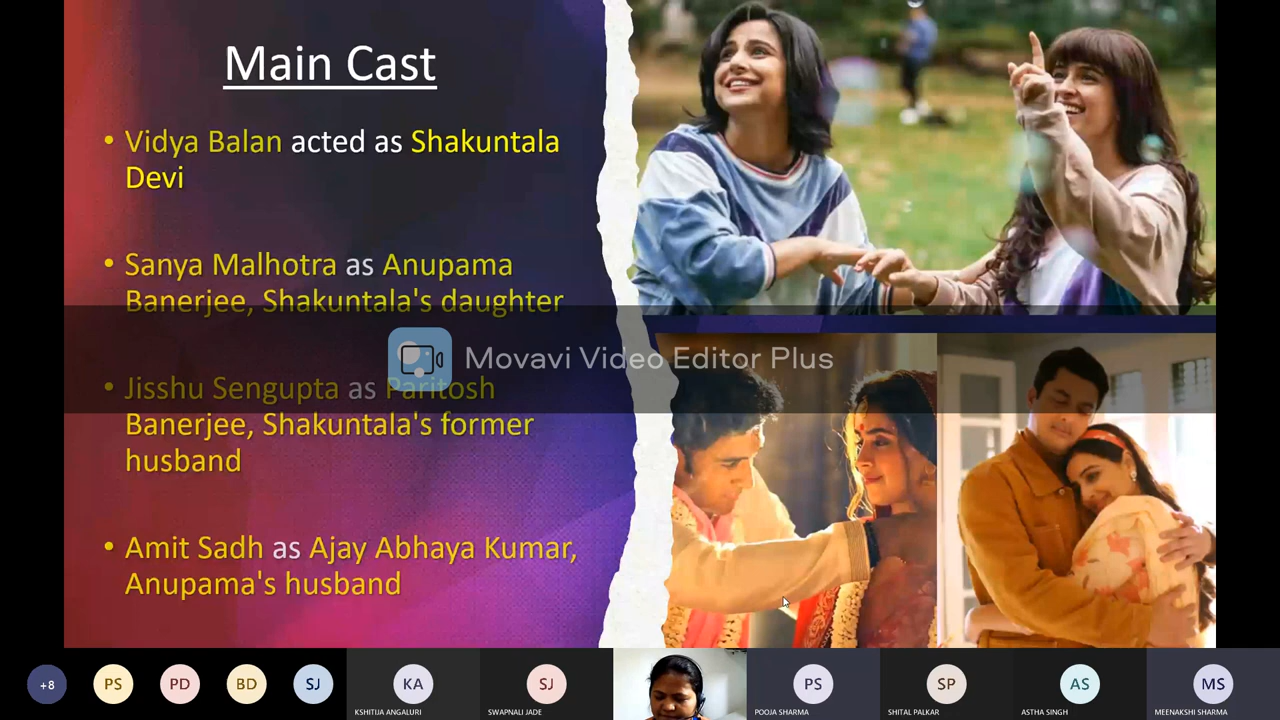 Main Cast
• Vidya Balan acted as Shakuntala
Devi
• Sanya Malhotra as Anupama
Banerjee, Shakuntala's daughter
Movavi Video Editor Plus
• Jisshu Sengupta as Paritosh
Banerjee, Shakuntala's former
husband
• Amit Sadh as Ajay Abhaya Kumar,
Anupama's husband
+8
PS
PD
BD
SJ
KA
KSHITIJA ANGALURI
SJ
SWAPNALI JADE
PS
POOJA SHARMA
SP
SHITAL PALKAR
AS
ASTHA SINGH
MS
MEENAKSHI SHARMA